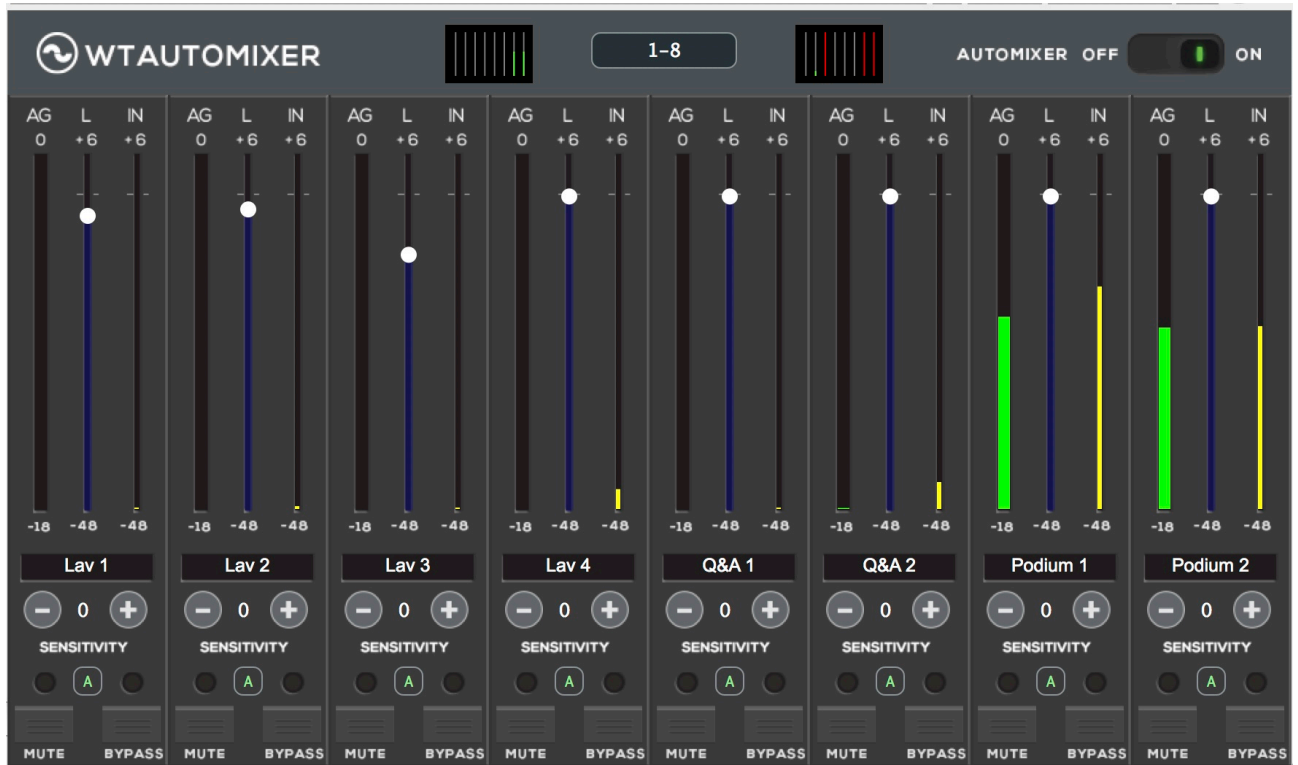 WTAUTOMIXER 1-8 AUTOMIXER OFF ON
AG L IN AG L IN AG L IN AG L IN AG L IN AG L IN AG L IN AG L IN
0 +6 +6 0 +6 +6 0 +6 +6 0 +6 +6 0 +6 +6 0 +6 +6 0 +6 +6 0 +6 +6
-18 -48 -48 -18 -48 -48 -18 -48 -48 -18 -48 -48 -18 -48 -48 -18 -48 -48 -18 -48 -48 -18 -48 -48
Lav 1 Lav 2 Lav 3 Lav 4 Q&A 1 Q&A 2 Podium 1 Podium 2
− 0 + − 0 + − 0 + − 0 + − 0 + − 0 + − 0 + − 0 +
SENSITIVITY SENSITIVITY SENSITIVITY SENSITIVITY SENSITIVITY SENSITIVITY SENSITIVITY SENSITIVITY
A A A A A A A A
MUTE BYPASS MUTE BYPASS MUTE BYPASS MUTE BYPASS MUTE BYPASS MUTE BYPASS MUTE BYPASS MUTE BYPASS